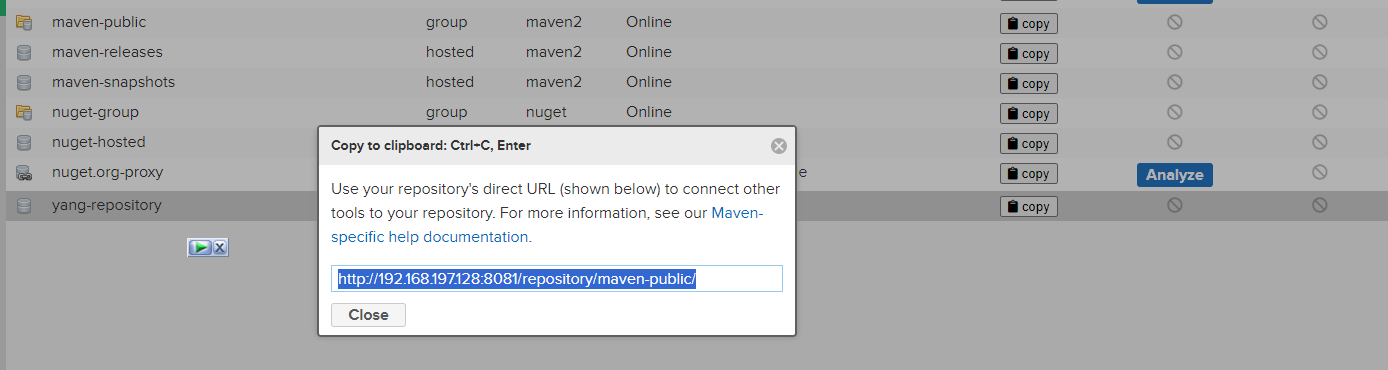 maven-public group maven2 Online copy
maven-releases hosted maven2 Online copy
maven-snapshots hosted maven2 Online copy
nuget-group group nuget Online copy
nuget-hosted copy
nuget.org-proxy e copy Analyze
yang-repository copy
Copy to clipboard: Ctrl+C, Enter
Use your repository's direct URL (shown below) to connect other
tools to your repository. For more information, see our Maven-
specific help documentation.
http://192.168.197.128:8081/repository/maven-public/
Close